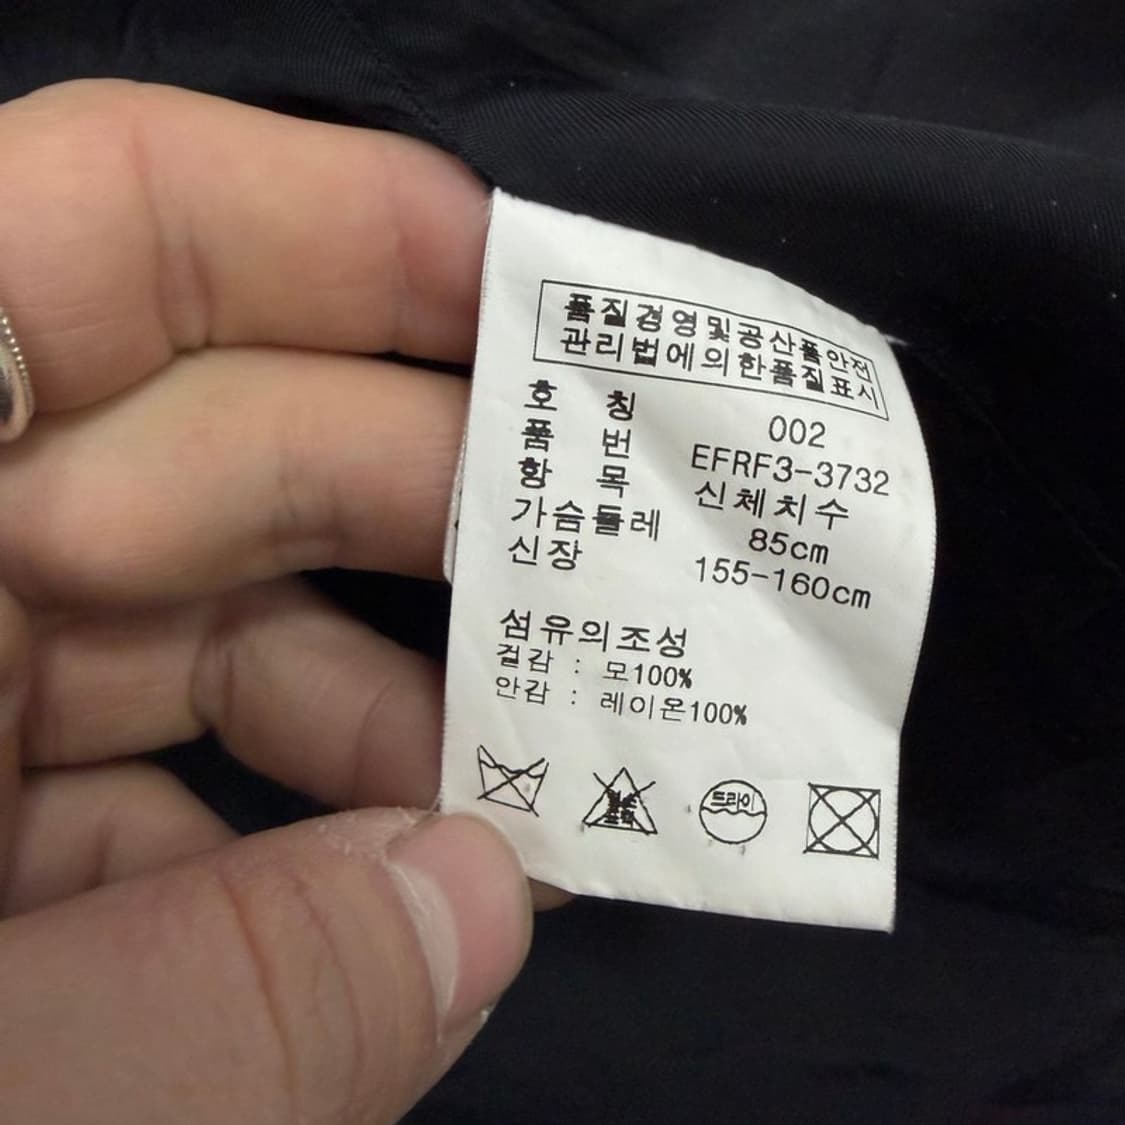 품질경영및공산품안전
관리법에의한품질표시
호 칭 002
품 번 EFRF3-3732
항 목 신체치수
가슴둘레 85cm
신장 155-160cm
섬유의조성
겉감 : 모100%
안감 : 레이온100%
드라이